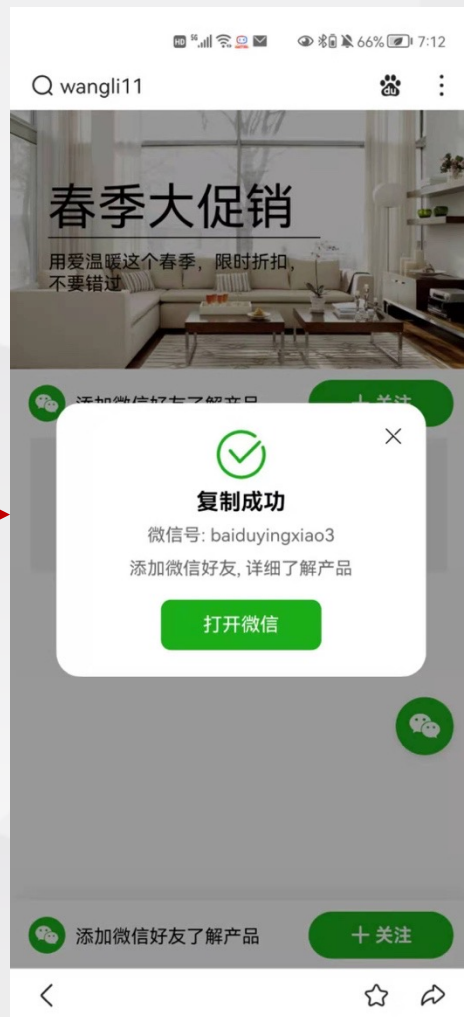 HD 5G 66% 7:12
wangli11
du
春季大促销
用爱温暖这个春季，限时折扣，
不要错过
添加微信好友了解产品
＋关注
复制成功
微信号: baiduyingxiao3
添加微信好友, 详细了解产品
打开微信
添加微信好友了解产品
＋关注